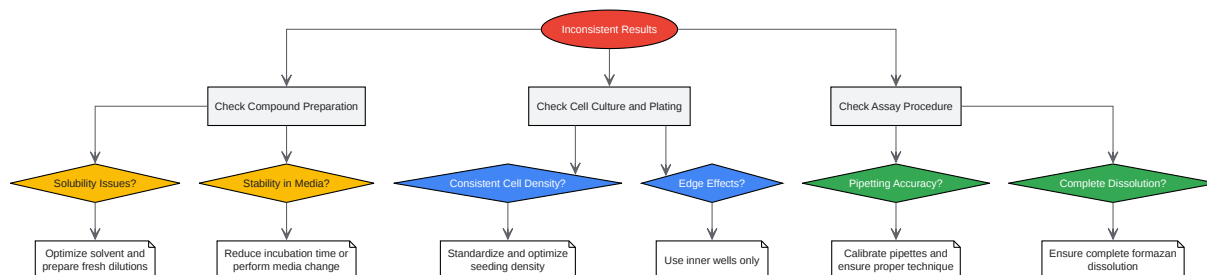 Inconsistent Results
Check Compound Preparation
Check Cell Culture and Plating
Check Assay Procedure
Solubility Issues?
Stability in Media?
Consistent Cell Density?
Edge Effects?
Pipetting Accuracy?
Complete Dissolution?
Optimize solvent and
prepare fresh dilutions
Reduce incubation time or
perform media change
Standardize and optimize
seeding density
Use inner wells only
Calibrate pipettes and
ensure proper technique
Ensure complete formazan
dissolution